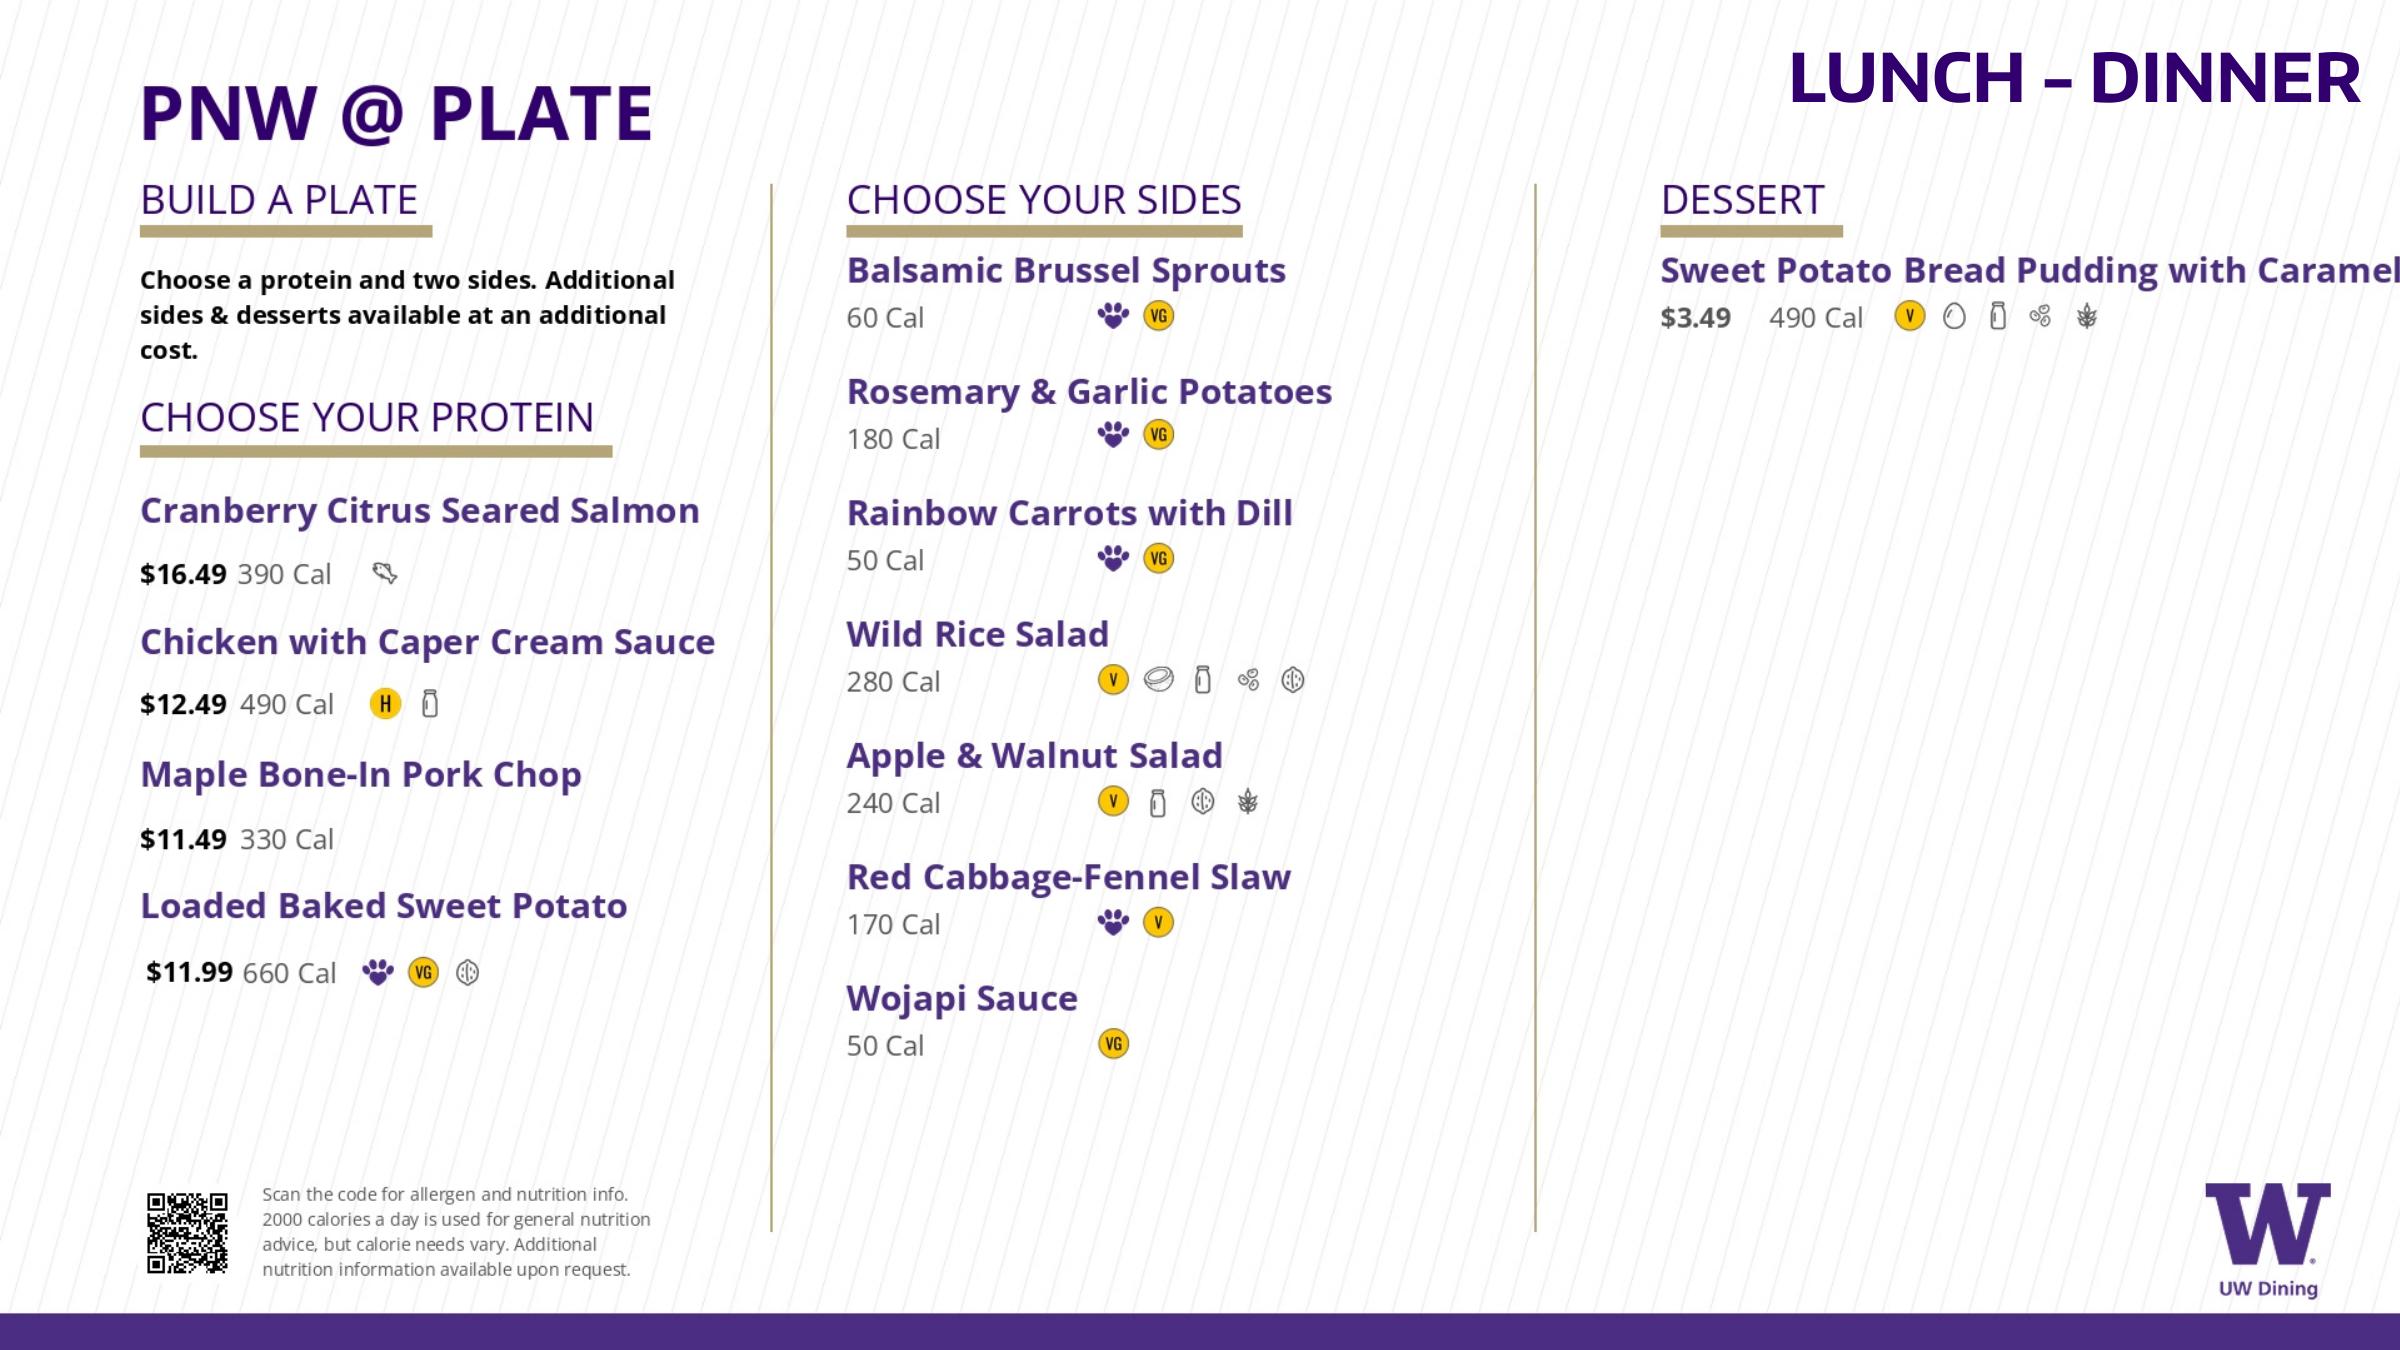 PNW @ PLATE
LUNCH - DINNER
BUILD A PLATE
Choose a protein and two sides. Additional
sides & desserts available at an additional
cost.
CHOOSE YOUR PROTEIN
Cranberry Citrus Seared Salmon
$16.49 390 Cal
Chicken with Caper Cream Sauce
$12.49 490 Cal H
Maple Bone-In Pork Chop
$11.49 330 Cal
Loaded Baked Sweet Potato
$11.99 660 Cal VG
Scan the code for allergen and nutrition info.
2000 calories a day is used for general nutrition
advice, but calorie needs vary. Additional
nutrition information available upon request.
CHOOSE YOUR SIDES
Balsamic Brussel Sprouts
60 Cal VG
Rosemary & Garlic Potatoes
180 Cal VG
Rainbow Carrots with Dill
50 Cal VG
Wild Rice Salad
280 Cal V
Apple & Walnut Salad
240 Cal V
Red Cabbage-Fennel Slaw
170 Cal V
Wojapi Sauce
50 Cal VG
DESSERT
Sweet Potato Bread Pudding with Caramel
$3.49 490 Cal V
W
UW Dining